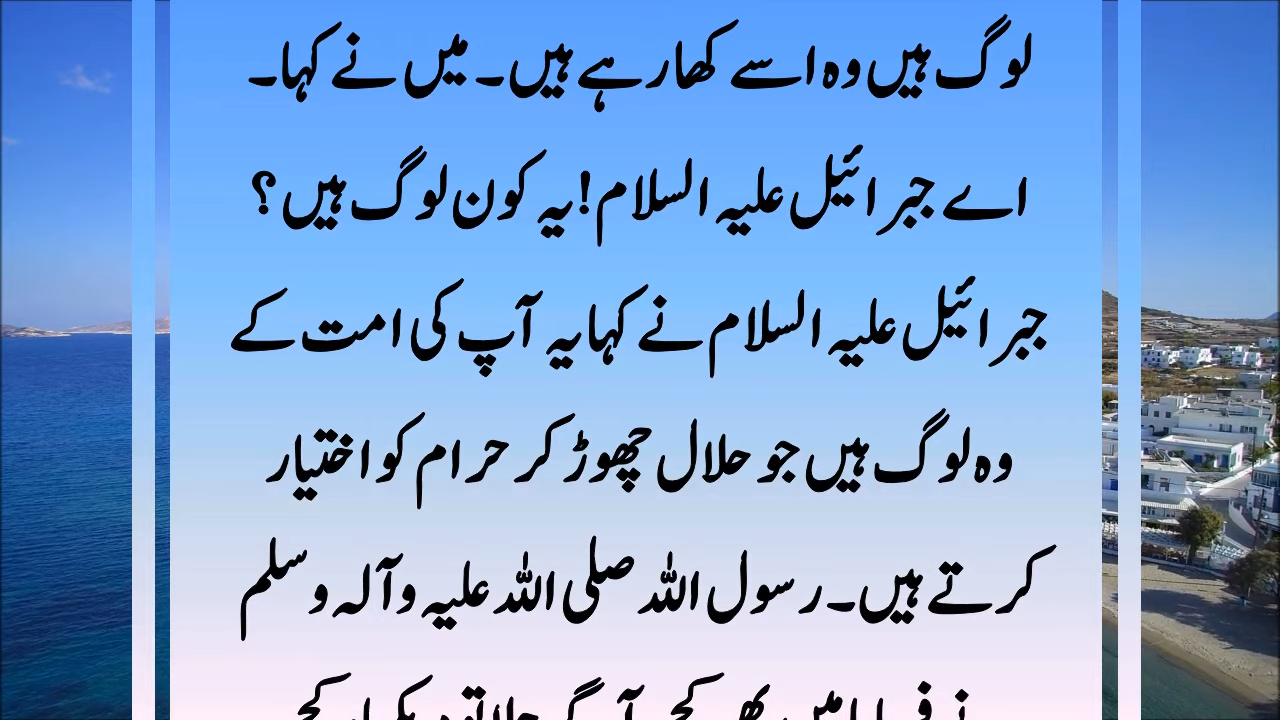 لوگ ہیں وہ اسے کھا رہے ہیں۔ میں نے کہا۔
اے جبرائیل علیہ السلام! یہ کون لوگ ہیں؟
جبرائیل علیہ السلام نے کہا یہ آپ کی امت کے
وہ لوگ ہیں جو حلال چھوڑ کر حرام کو اختیار
کرتے ہیں۔ رسول اللہ صلی اللہ علیہ وآلہ وسلم